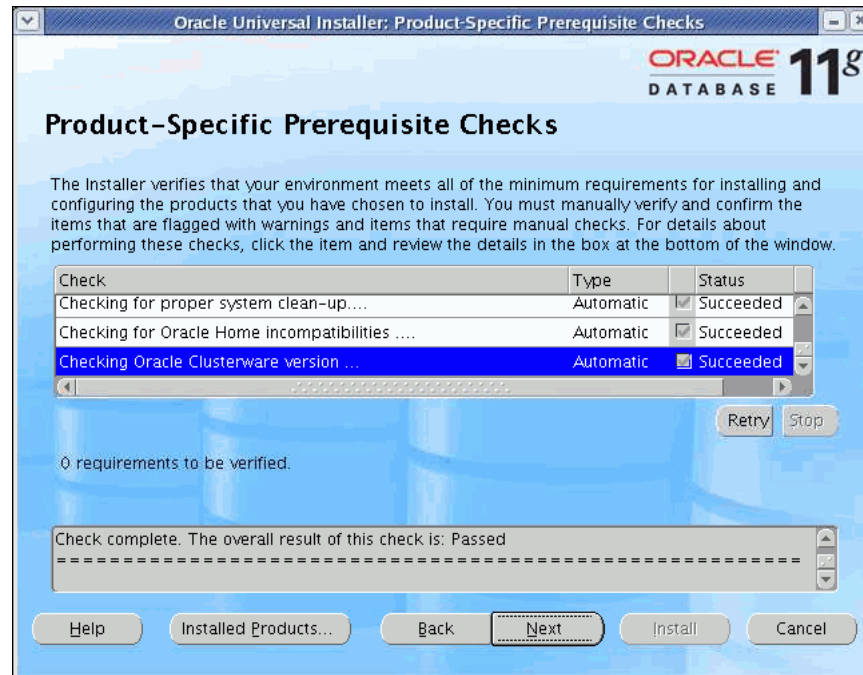 Oracle Universal Installer: Product-Specific Prerequisite Checks
ORACLE
DATABASE
11g
Product-Specific Prerequisite Checks
The Installer verifies that your environment meets all of the minimum requirements for installing and
configuring the products that you have chosen to install. You must manually verify and confirm the
items that are flagged with warnings and items that require manual checks. For details about
performing these checks, click the item and review the details in the box at the bottom of the window.
Check Type Status
Checking for proper system clean-up.... Automatic Succeeded
Checking for Oracle Home incompatibilities .... Automatic Succeeded
Checking Oracle Clusterware version ... Automatic Succeeded
Retry Stop
0 requirements to be verified.
Check complete. The overall result of this check is: Passed
=========================================================
Help Installed Products... Back Next Install Cancel